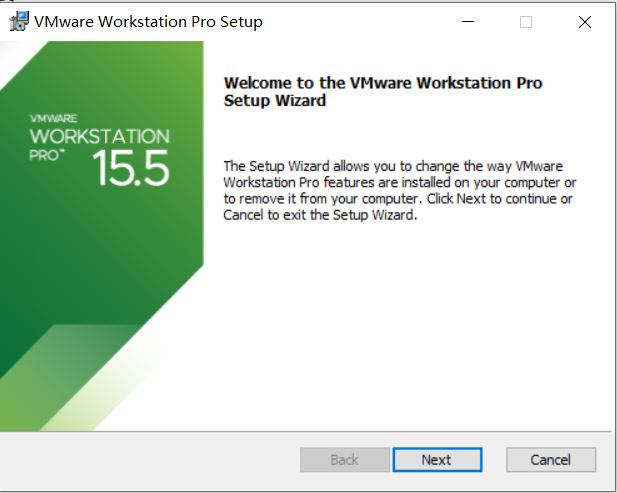 VMware Workstation Pro Setup
VMWARE
WORKSTATION
PRO™ 15.5
Welcome to the VMware Workstation Pro
Setup Wizard
The Setup Wizard allows you to change the way VMware
Workstation Pro features are installed on your computer or
to remove it from your computer. Click Next to continue or
Cancel to exit the Setup Wizard.
Back Next Cancel